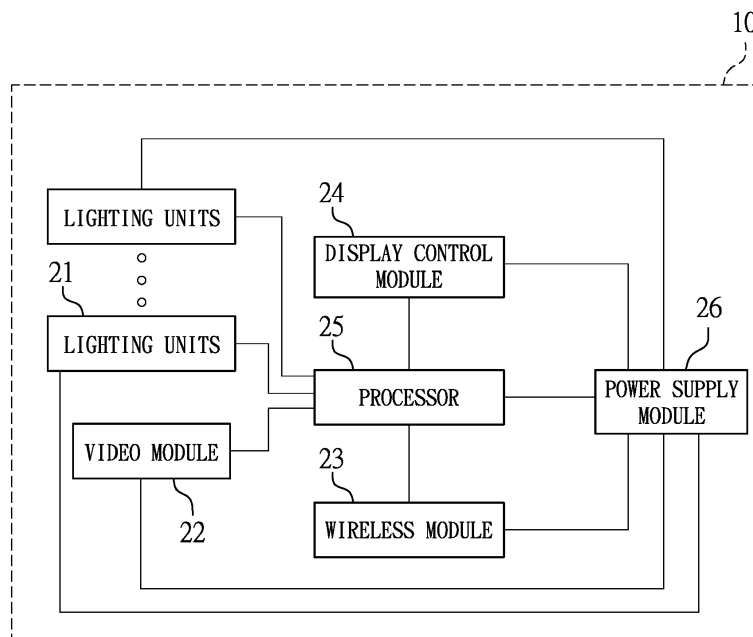 10
LIGHTING UNITS
24
DISPLAY CONTROL
MODULE
21
LIGHTING UNITS
25
PROCESSOR
26
POWER SUPPLY
MODULE
VIDEO MODULE
22
23
WIRELESS MODULE